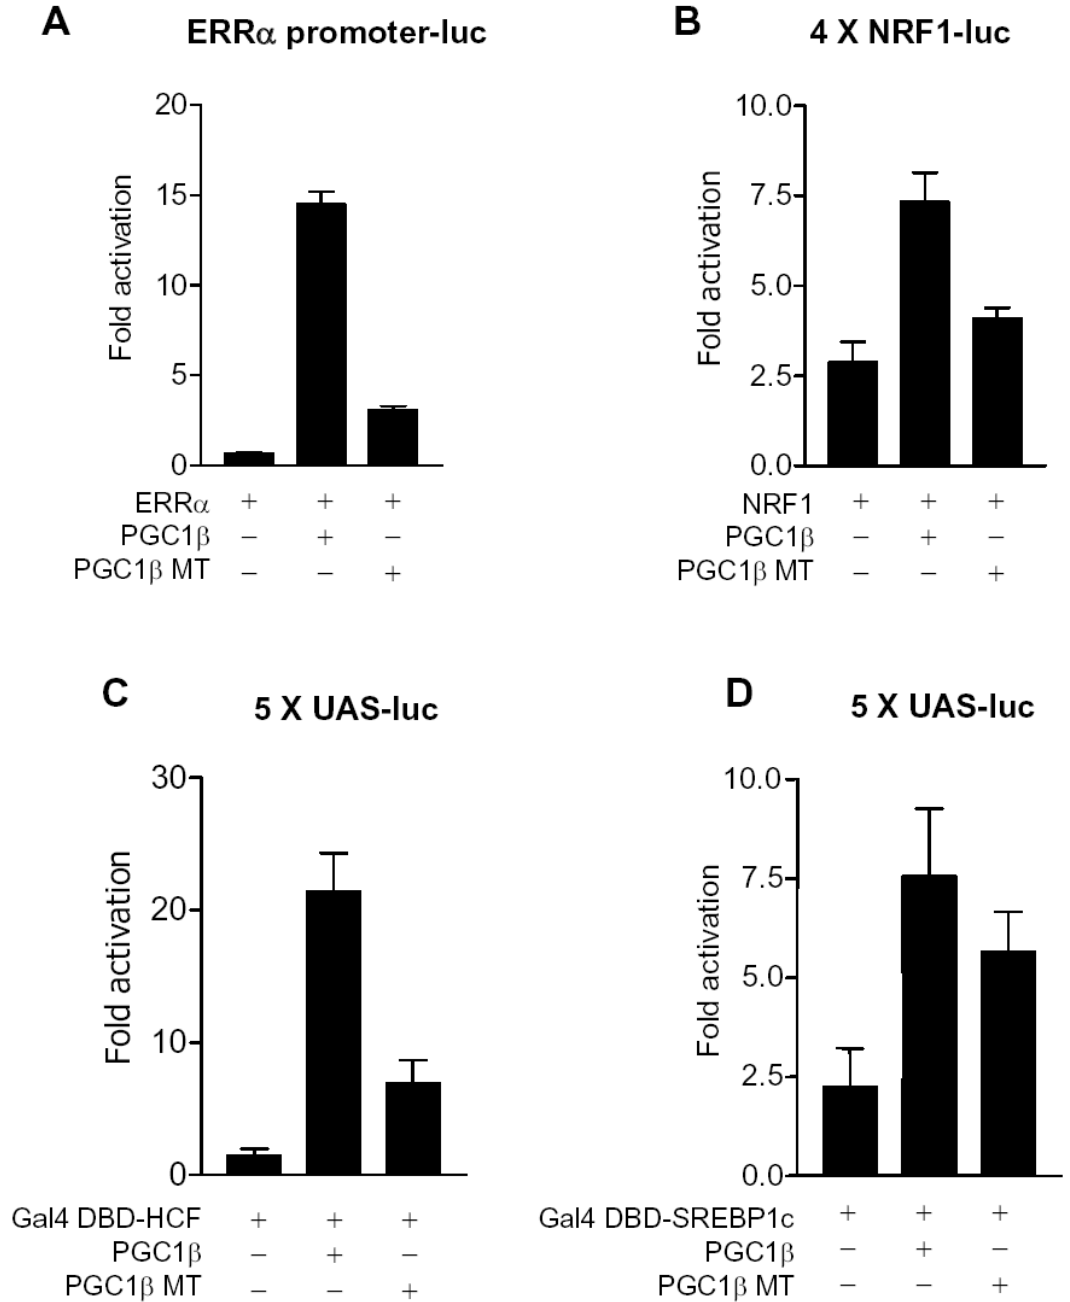 A
ERRα promoter-luc
20
15
10
5
0
Fold activation
ERRα + + +
PGC1β – + –
PGC1β MT – – +
B
4 X NRF1-luc
10.0
7.5
5.0
2.5
0.0
Fold activation
NRF1 + + +
PGC1β – + –
PGC1β MT – – +
C
5 X UAS-luc
30
20
10
0
Fold activation
Gal4 DBD-HCF + + +
PGC1β – + –
PGC1β MT – – +
D
5 X UAS-luc
10.0
7.5
5.0
2.5
0.0
Fold activation
Gal4 DBD-SREBP1c + + +
PGC1β – + –
PGC1β MT – – +